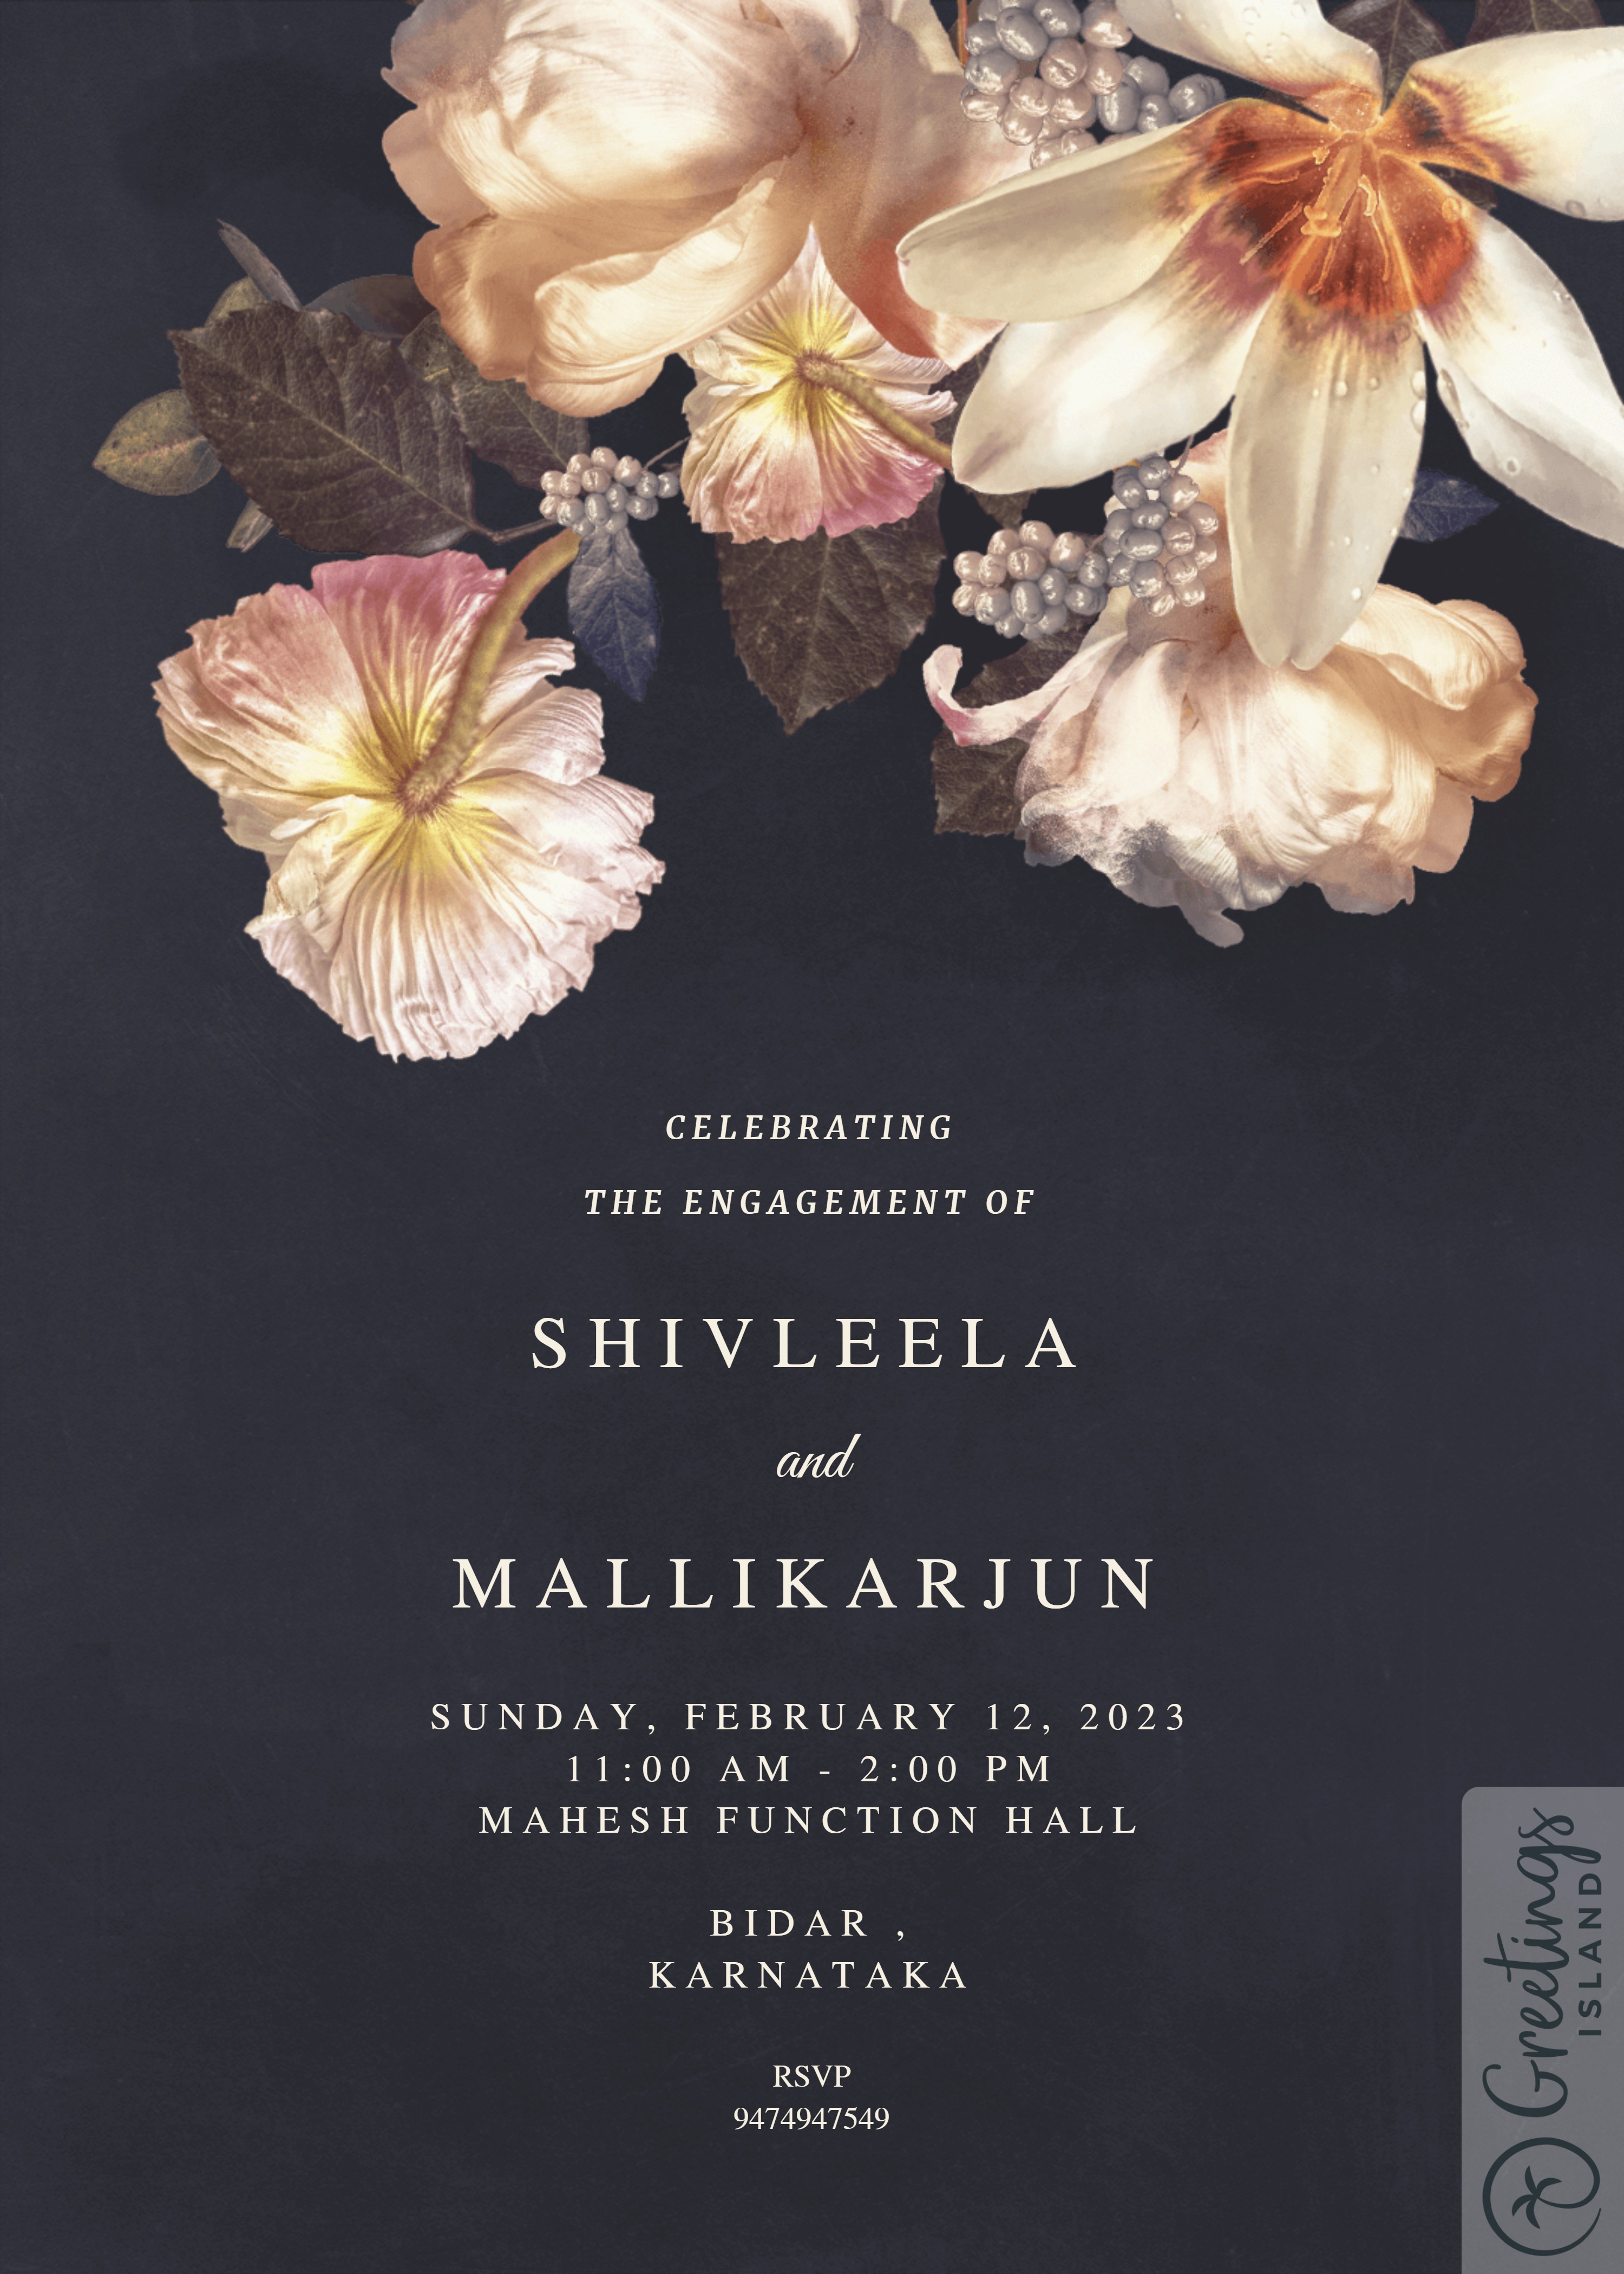 CELEBRATING
THE ENGAGEMENT OF
SHIVLEELA
and
MALLIKARJUN
SUNDAY, FEBRUARY 12, 2023
11:00 AM - 2:00 PM
MAHESH FUNCTION HALL
BIDAR ,
KARNATAKA
RSVP
9474947549
Greetings
ISLAND